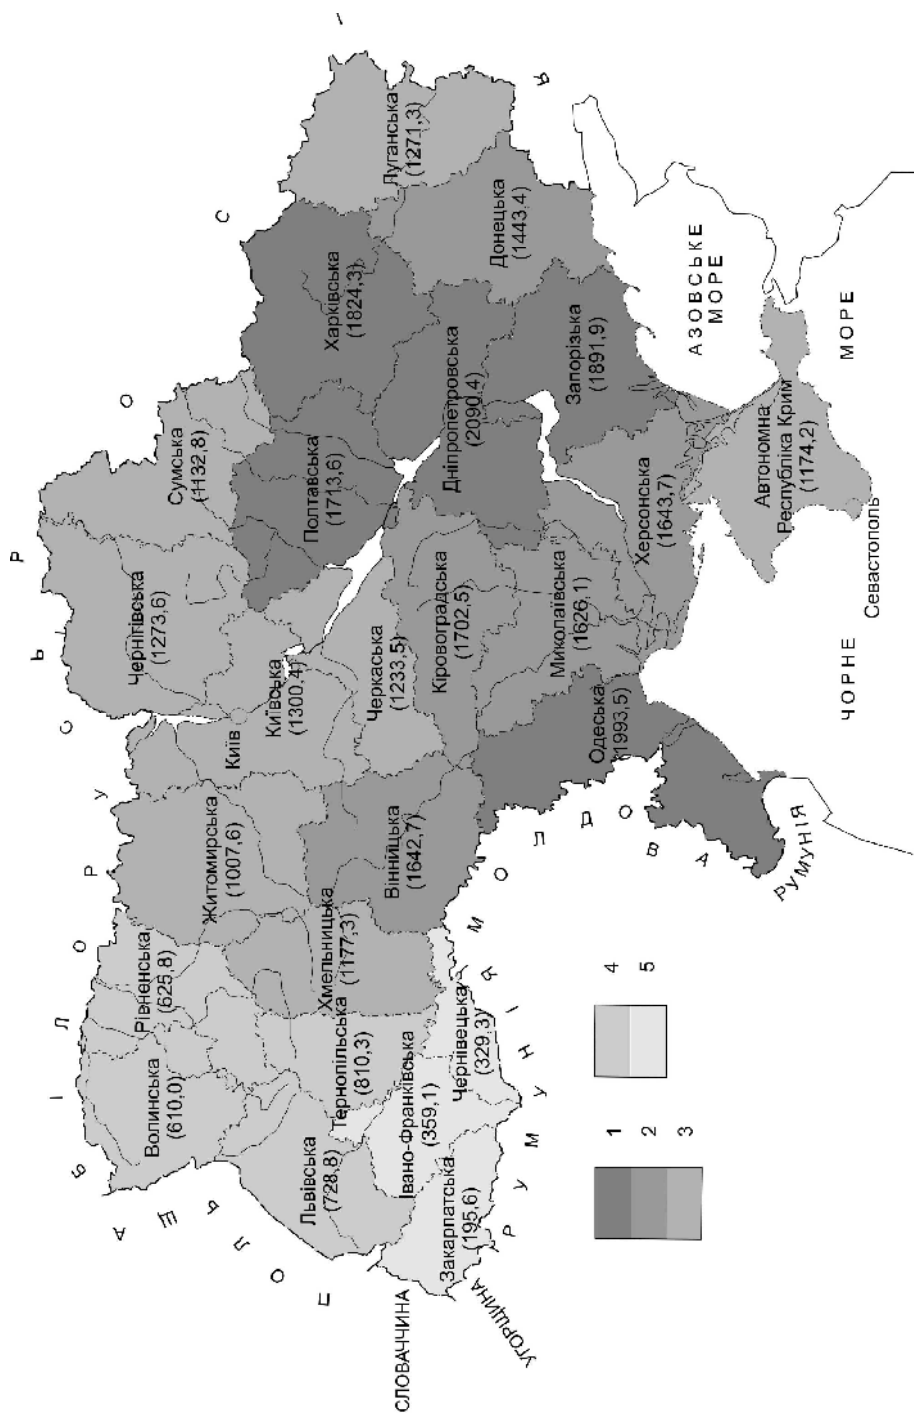 БІЛОРУСЬ
РОСІЯ
ПОЛЬЩА
СЛОВАЧЧИНА
УГОРЩИНА
РУМУНІЯ
МОЛДОВА
РУМУНІЯ
Волинська
(610,0)
Рівненська
(625,8)
Житомирська
(1007,6)
Київ
Київська
(1300,4)
Чернігівська
(1273,6)
Сумська
(1132,8)
Львівська
(728,8)
Тернопільська
(810,3)
Хмельницька
(1177,3)
Вінницька
(1642,7)
Черкаська
(1233,5)
Полтавська
(1713,6)
Харківська
(1824,3)
Луганська
(1271,3)
Закарпатська
(195,6)
Івано-Франківська
(359,1)
Чернівецька
(329,3)
Кіровоградська
(1702,5)
Дніпропетровська
(2090,4)
Донецька
(1443,4)
Одеська
(1993,5)
Миколаївська
(1626,1)
Херсонська
(1643,7)
Запорізька
(1891,9)
Автономна
Республіка Крим
(1174,2)
Севастополь
АЗОВСЬКЕ
МОРЕ
ЧОРНЕ
МОРЕ
1
2
3
4
5